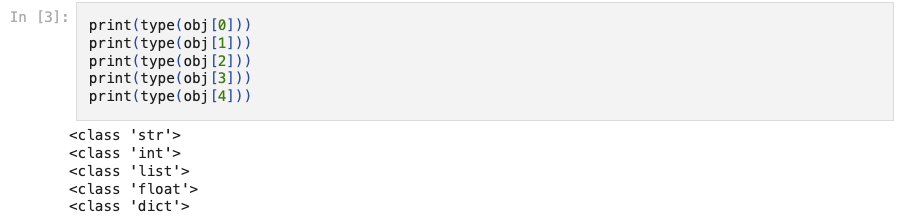 In [3]:
print(type(obj[0]))
print(type(obj[1]))
print(type(obj[2]))
print(type(obj[3]))
print(type(obj[4]))
<class 'str'>
<class 'int'>
<class 'list'>
<class 'float'>
<class 'dict'>